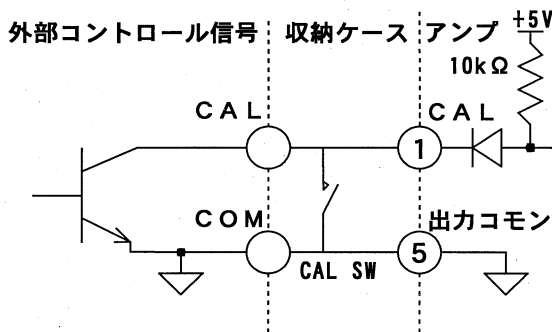 外部コントロール信号
収納ケース
アンプ
+5V
10kΩ
CAL
CAL
1
COM
出力コモン
5
CAL SW